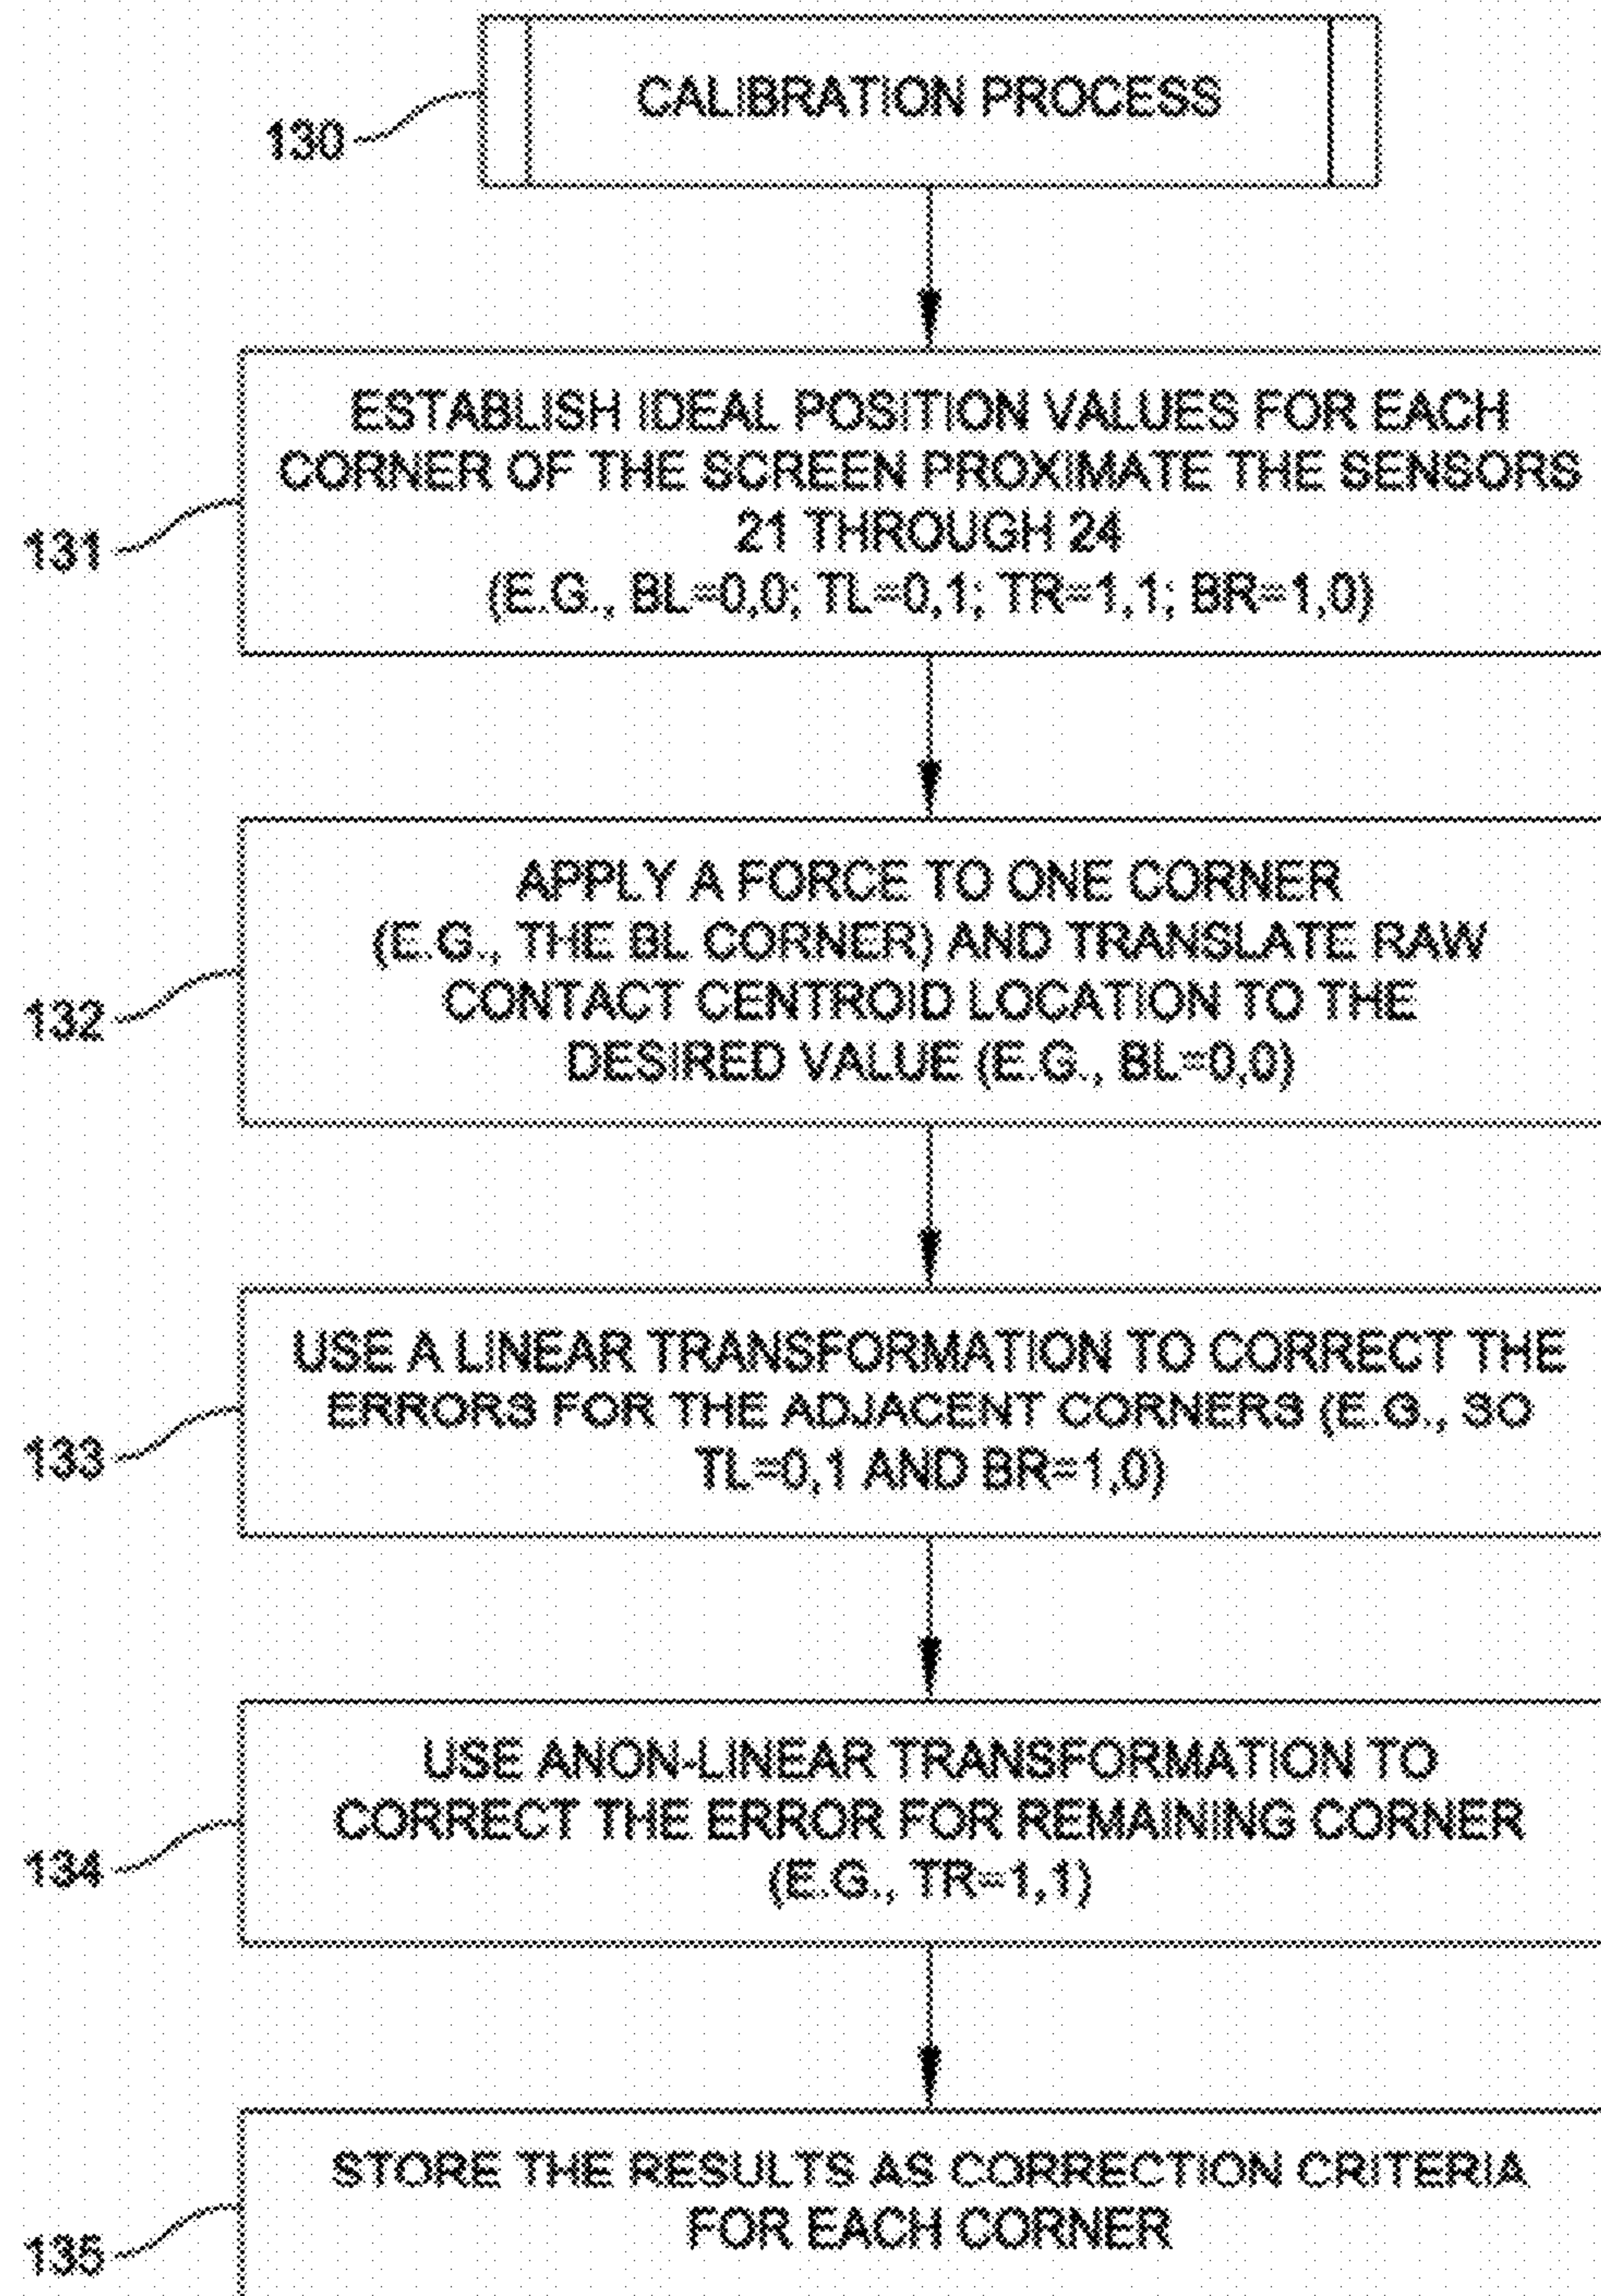 CALIBRATION PROCESS
130
ESTABLISH IDEAL POSITION VALUES FOR EACH
CORNER OF THE SCREEN PROXIMATE THE SENSORS
21 THROUGH 24
(E.G., BL=0,0; TL=0,1; TR=1,1; BR=1,0)
131
APPLY A FORCE TO ONE CORNER
(E.G., THE BL CORNER) AND TRANSLATE RAW
CONTACT CENTROID LOCATION TO THE
DESIRED VALUE (E.G., BL=0,0)
132
USE A LINEAR TRANSFORMATION TO CORRECT THE
ERRORS FOR THE ADJACENT CORNERS (E.G., SO
TL=0,1 AND BR=1,0)
133
USE ANON-LINEAR TRANSFORMATION TO
CORRECT THE ERROR FOR REMAINING CORNER
(E.G., TR=1,1)
134
STORE THE RESULTS AS CORRECTION CRITERIA
FOR EACH CORNER
135